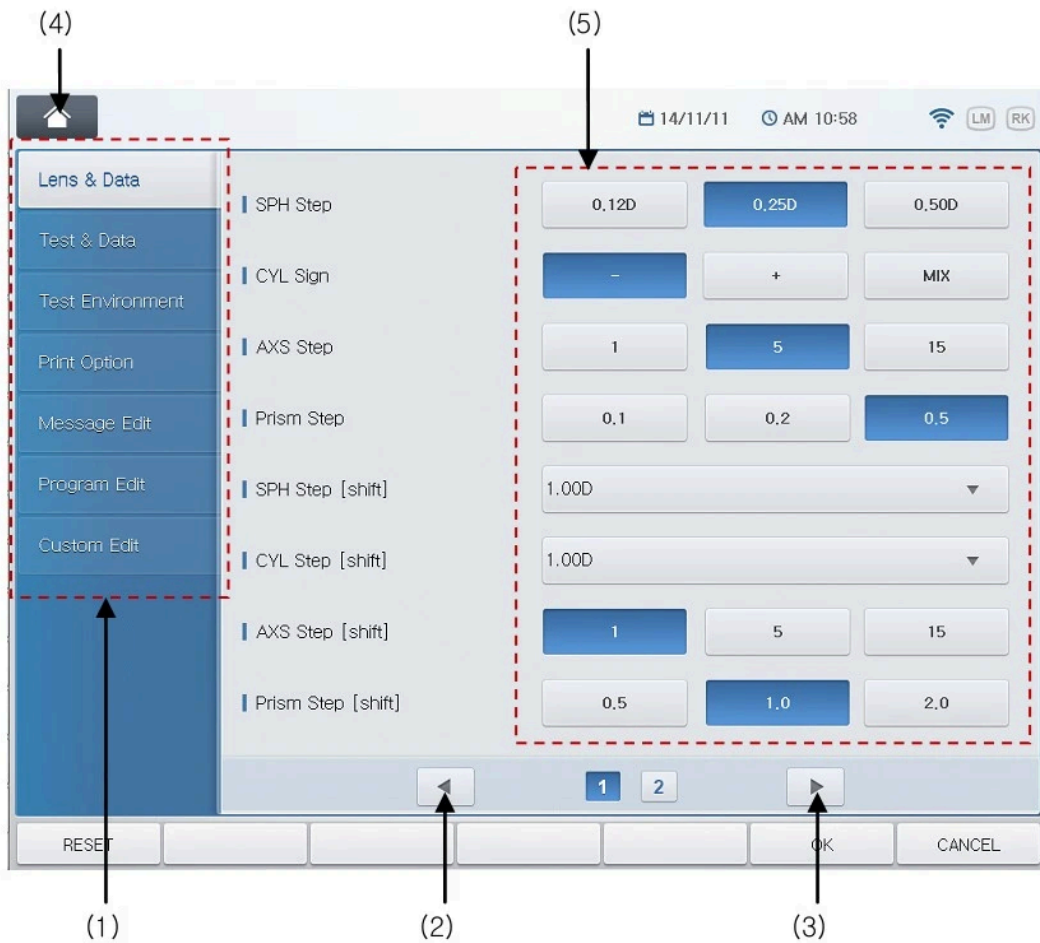 (4) (5)
14/11/11 AM 10:58 LM RK
Lens & Data
Test & Data
Test Environment
Print Option
Message Edit
Program Edit
Custom Edit
SPH Step 0.12D 0.25D 0.50D
CYL Sign - + MIX
AXS Step 1 5 15
Prism Step 0.1 0.2 0.5
SPH Step [shift] 1.00D
CYL Step [shift] 1.00D
AXS Step [shift] 1 5 15
Prism Step [shift] 0.5 1.0 2.0
1 2
RESET OK CANCEL
(1) (2) (3)